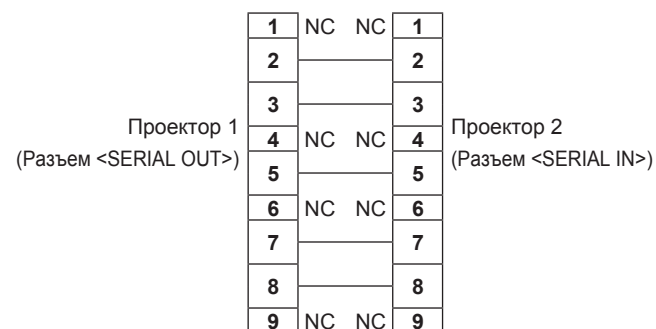 1 NC NC 1
2 2
3 3
Проектор 1
(Разъем <SERIAL OUT>)
4 NC NC 4
Проектор 2
(Разъем <SERIAL IN>)
5 5
6 NC NC 6
7 7
8 8
9 NC NC 9